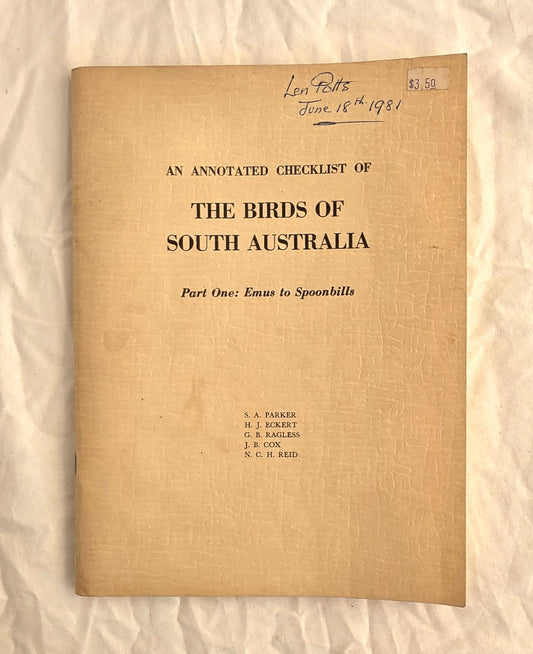 Len Potts
June 18th. 1981
$3.50
AN ANNOTATED CHECKLIST OF
THE BIRDS OF
SOUTH AUSTRALIA
Part One: Emus to Spoonbills
S. A. PARKER
H. J. ECKERT
G. B. RAGLESS
J. B. COX
N. C. H. REID